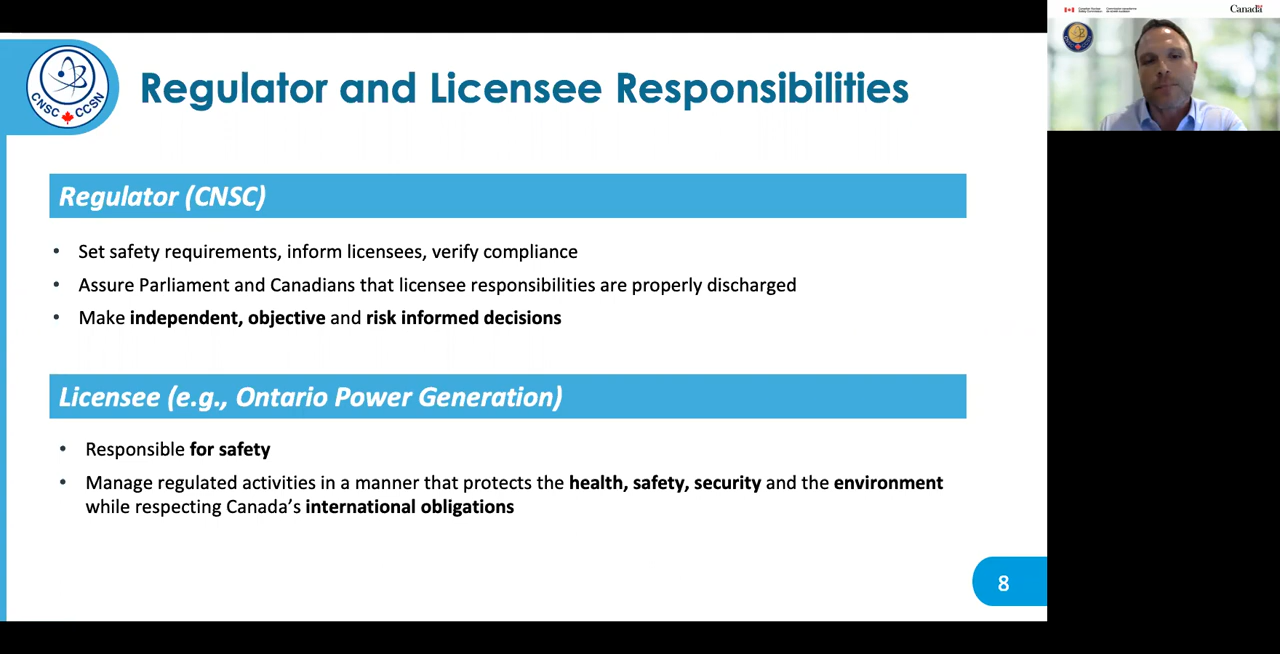 CNSC CCSN
Regulator and Licensee Responsibilities
Regulator (CNSC)
• Set safety requirements, inform licensees, verify compliance
• Assure Parliament and Canadians that licensee responsibilities are properly discharged
• Make independent, objective and risk informed decisions
Licensee (e.g., Ontario Power Generation)
• Responsible for safety
• Manage regulated activities in a manner that protects the health, safety, security and the environment
while respecting Canada’s international obligations
8
Canada